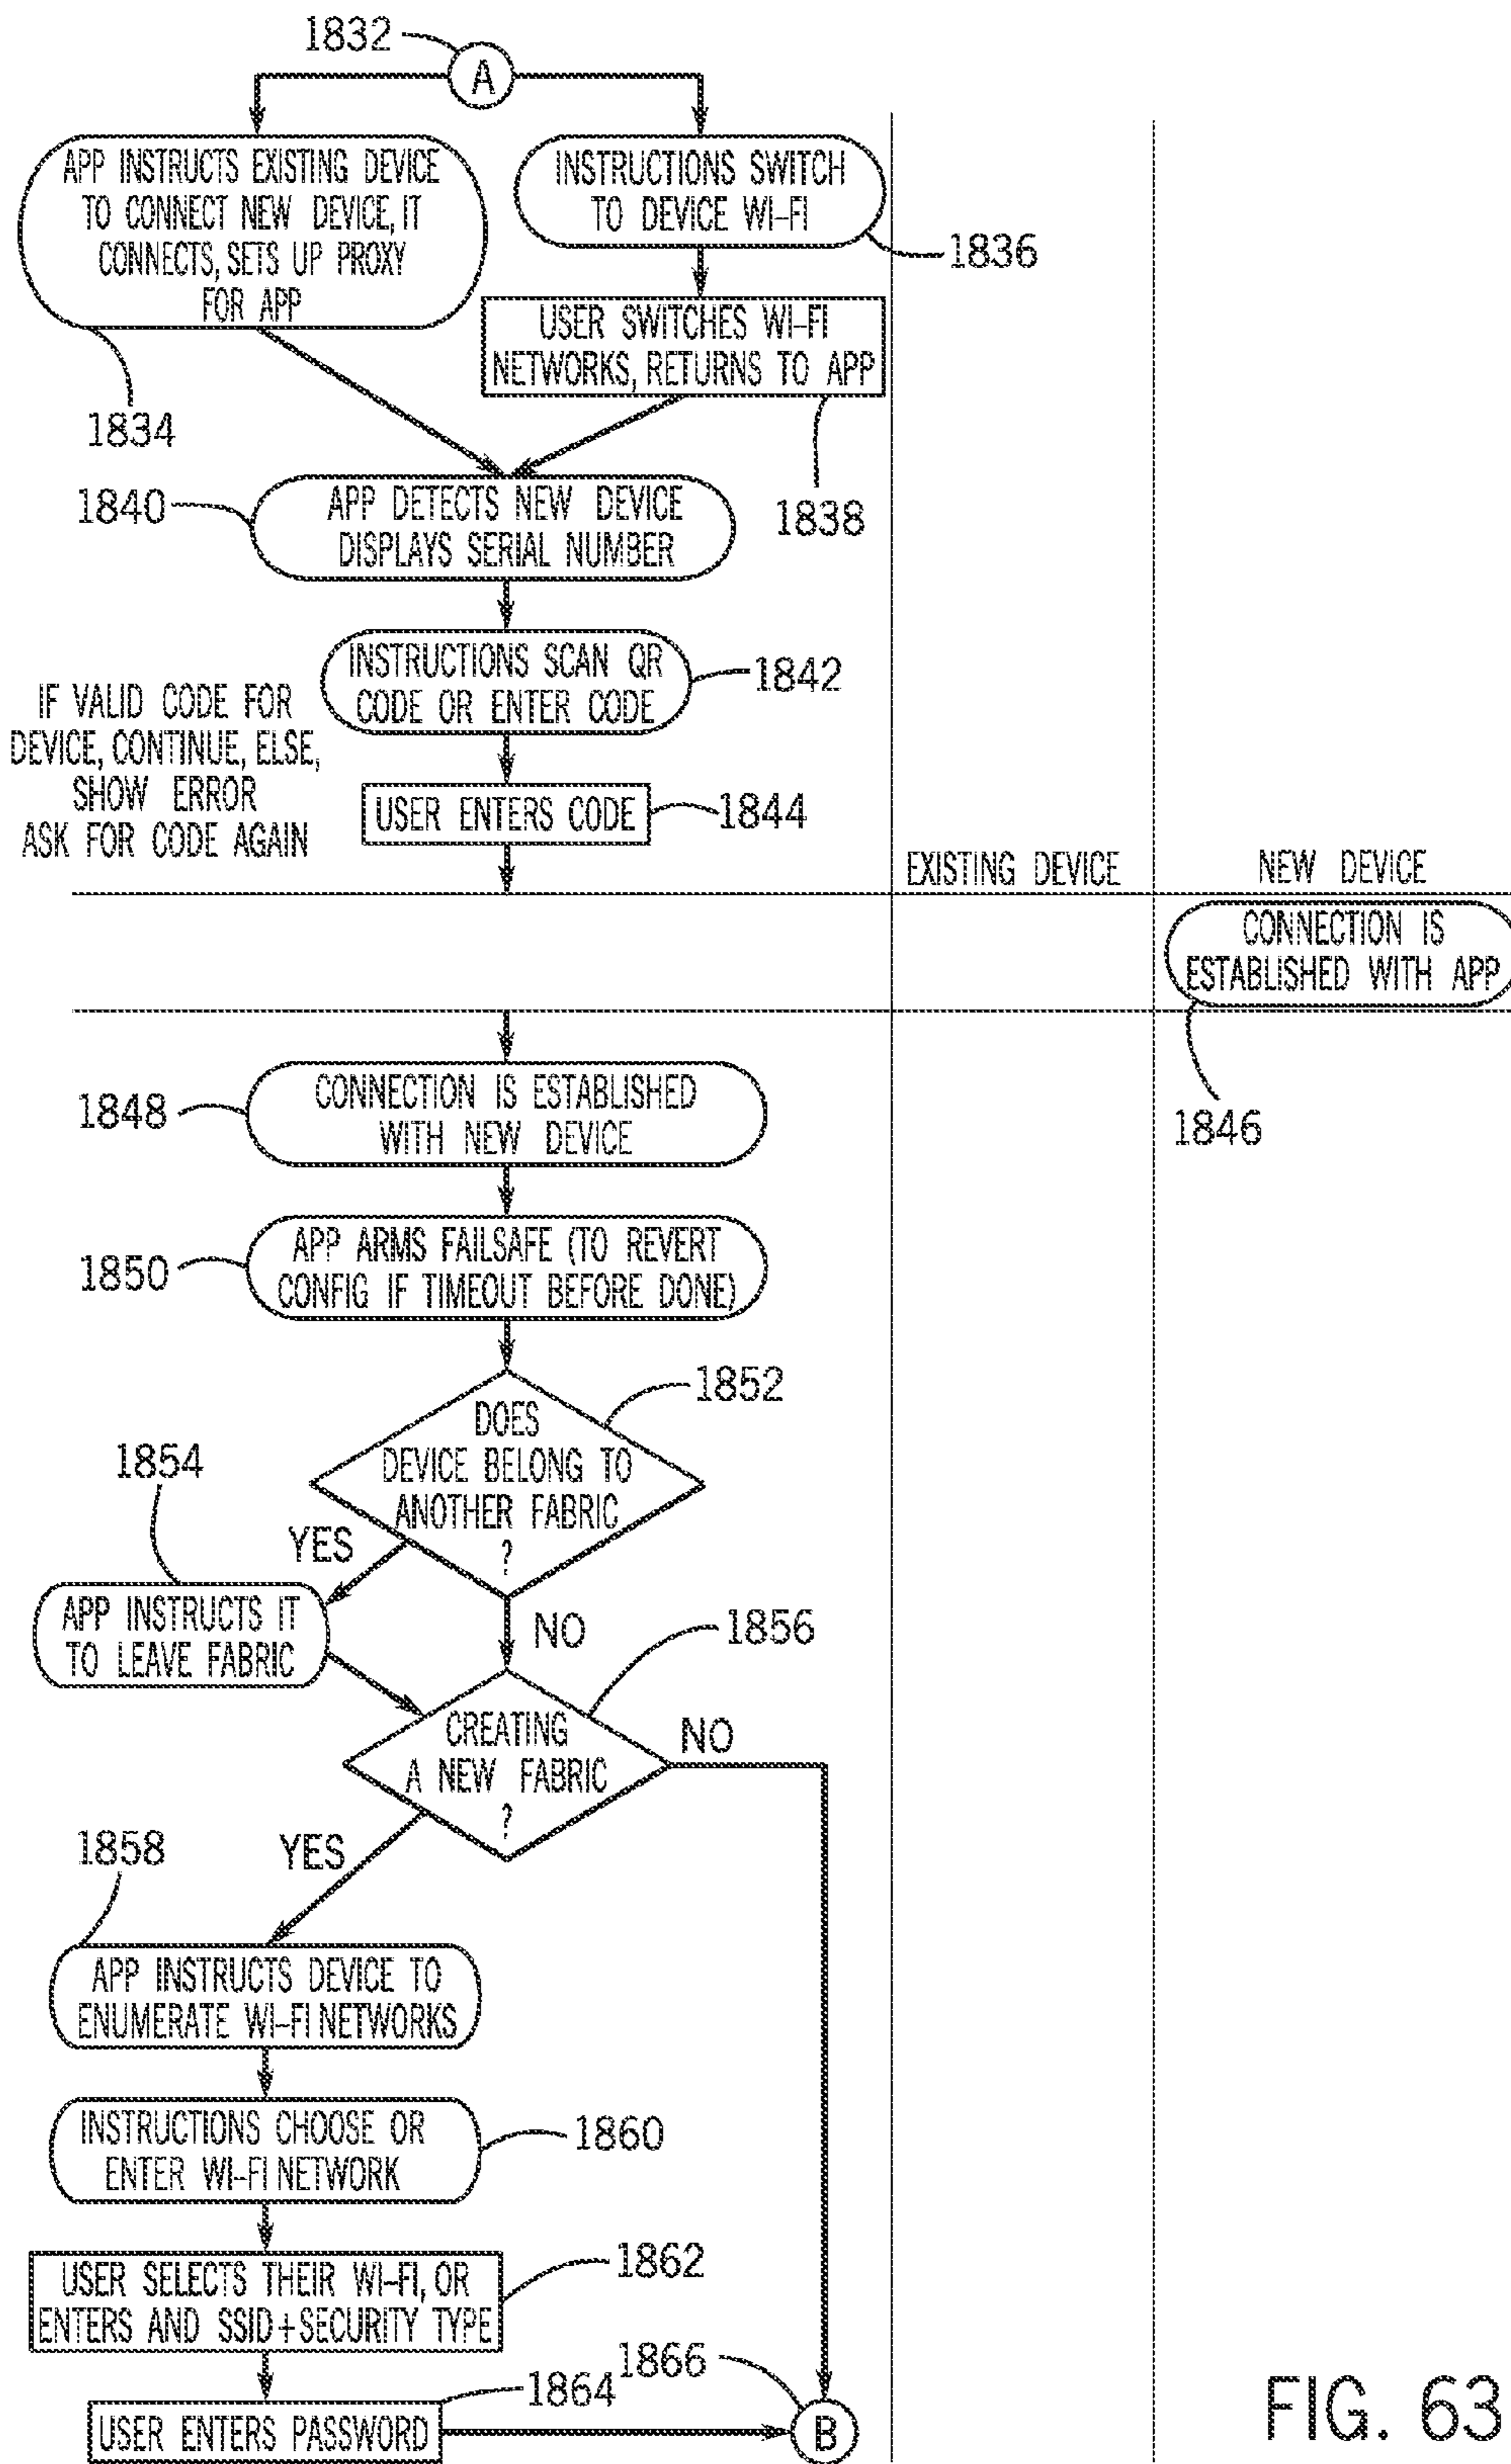 1832
A
APP INSTRUCTS EXISTING DEVICE
TO CONNECT NEW DEVICE, IT
CONNECTS, SETS UP PROXY
FOR APP
1834
INSTRUCTIONS SWITCH
TO DEVICE WI-FI
1836
USER SWITCHES WI-FI
NETWORKS, RETURNS TO APP
1838
1840
APP DETECTS NEW DEVICE
DISPLAYS SERIAL NUMBER
INSTRUCTIONS SCAN QR
CODE OR ENTER CODE
1842
IF VALID CODE FOR
DEVICE, CONTINUE, ELSE,
SHOW ERROR
ASK FOR CODE AGAIN
USER ENTERS CODE
1844
EXISTING DEVICE
NEW DEVICE
CONNECTION IS
ESTABLISHED WITH APP
1846
1848
CONNECTION IS ESTABLISHED
WITH NEW DEVICE
1850
APP ARMS FAILSAFE (TO REVERT
CONFIG IF TIMEOUT BEFORE DONE)
1852
DOES
DEVICE BELONG TO
ANOTHER FABRIC
?
1854
YES
APP INSTRUCTS IT
TO LEAVE FABRIC
NO
1856
CREATING
A NEW FABRIC
?
NO
YES
1858
APP INSTRUCTS DEVICE TO
ENUMERATE WI-FI NETWORKS
INSTRUCTIONS CHOOSE OR
ENTER WI-FI NETWORK
1860
USER SELECTS THEIR WI-FI, OR
ENTERS AND SSID+SECURITY TYPE
1862
USER ENTERS PASSWORD
1864
1866
B
FIG. 63